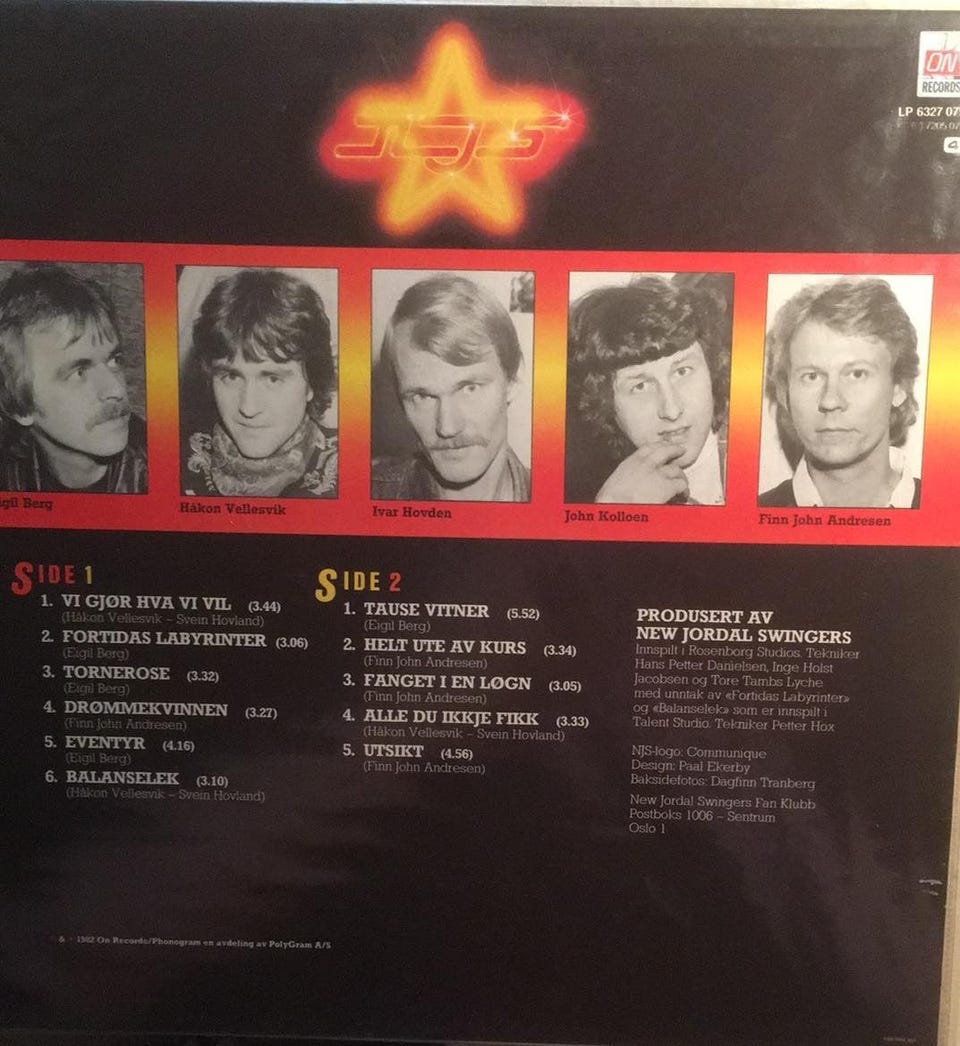 NJS
ON
RECORDS
LP 6327 07
Håkon Vellesvik
Ivar Hovden
John Kolloen
Finn John Andresen
igil Berg
SIDE 1
1. VI GJØR HVA VI VIL (3.44)
(Håkon Vellesvik – Svein Hovland)
2. FORTIDAS LABYRINTER (3.06)
(Eigil Berg)
3. TORNEROSE (3.32)
(Eigil Berg)
4. DRØMMEKVINNEN (3.27)
(Finn John Andresen)
5. EVENTYR (4.16)
(Eigil Berg)
6. BALANSELEK (3.10)
(Håkon Vellesvik – Svein Hovland)
SIDE 2
1. TAUSE VITNER (5.52)
(Eigil Berg)
2. HELT UTE AV KURS (3.34)
(Finn John Andresen)
3. FANGET I EN LØGN (3.05)
(Finn John Andresen)
4. ALLE DU IKKJE FIKK (3.33)
(Håkon Vellesvik – Svein Hovland)
5. UTSIKT (4.56)
(Finn John Andresen)
PRODUSERT AV
NEW JORDAL SWINGERS
Innspilt i Rosenborg Studios. Tekniker
Hans Petter Danielsen, Inge Holst
Jacobsen og Tore Tambs Lyche
med unntak av «Fortidas Labyrinter»
og «Balanselek» som er innspilt i
Talent Studio. Tekniker Petter Hox
NJS-logo: Communique
Design: Paal Ekerby
Baksidefotos: Dagfinn Tranberg
New Jordal Swingers Fan Klubb
Postboks 1006 – Sentrum
Oslo 1
& 1982 On Records/Phonogram en avdeling av PolyGram A/S